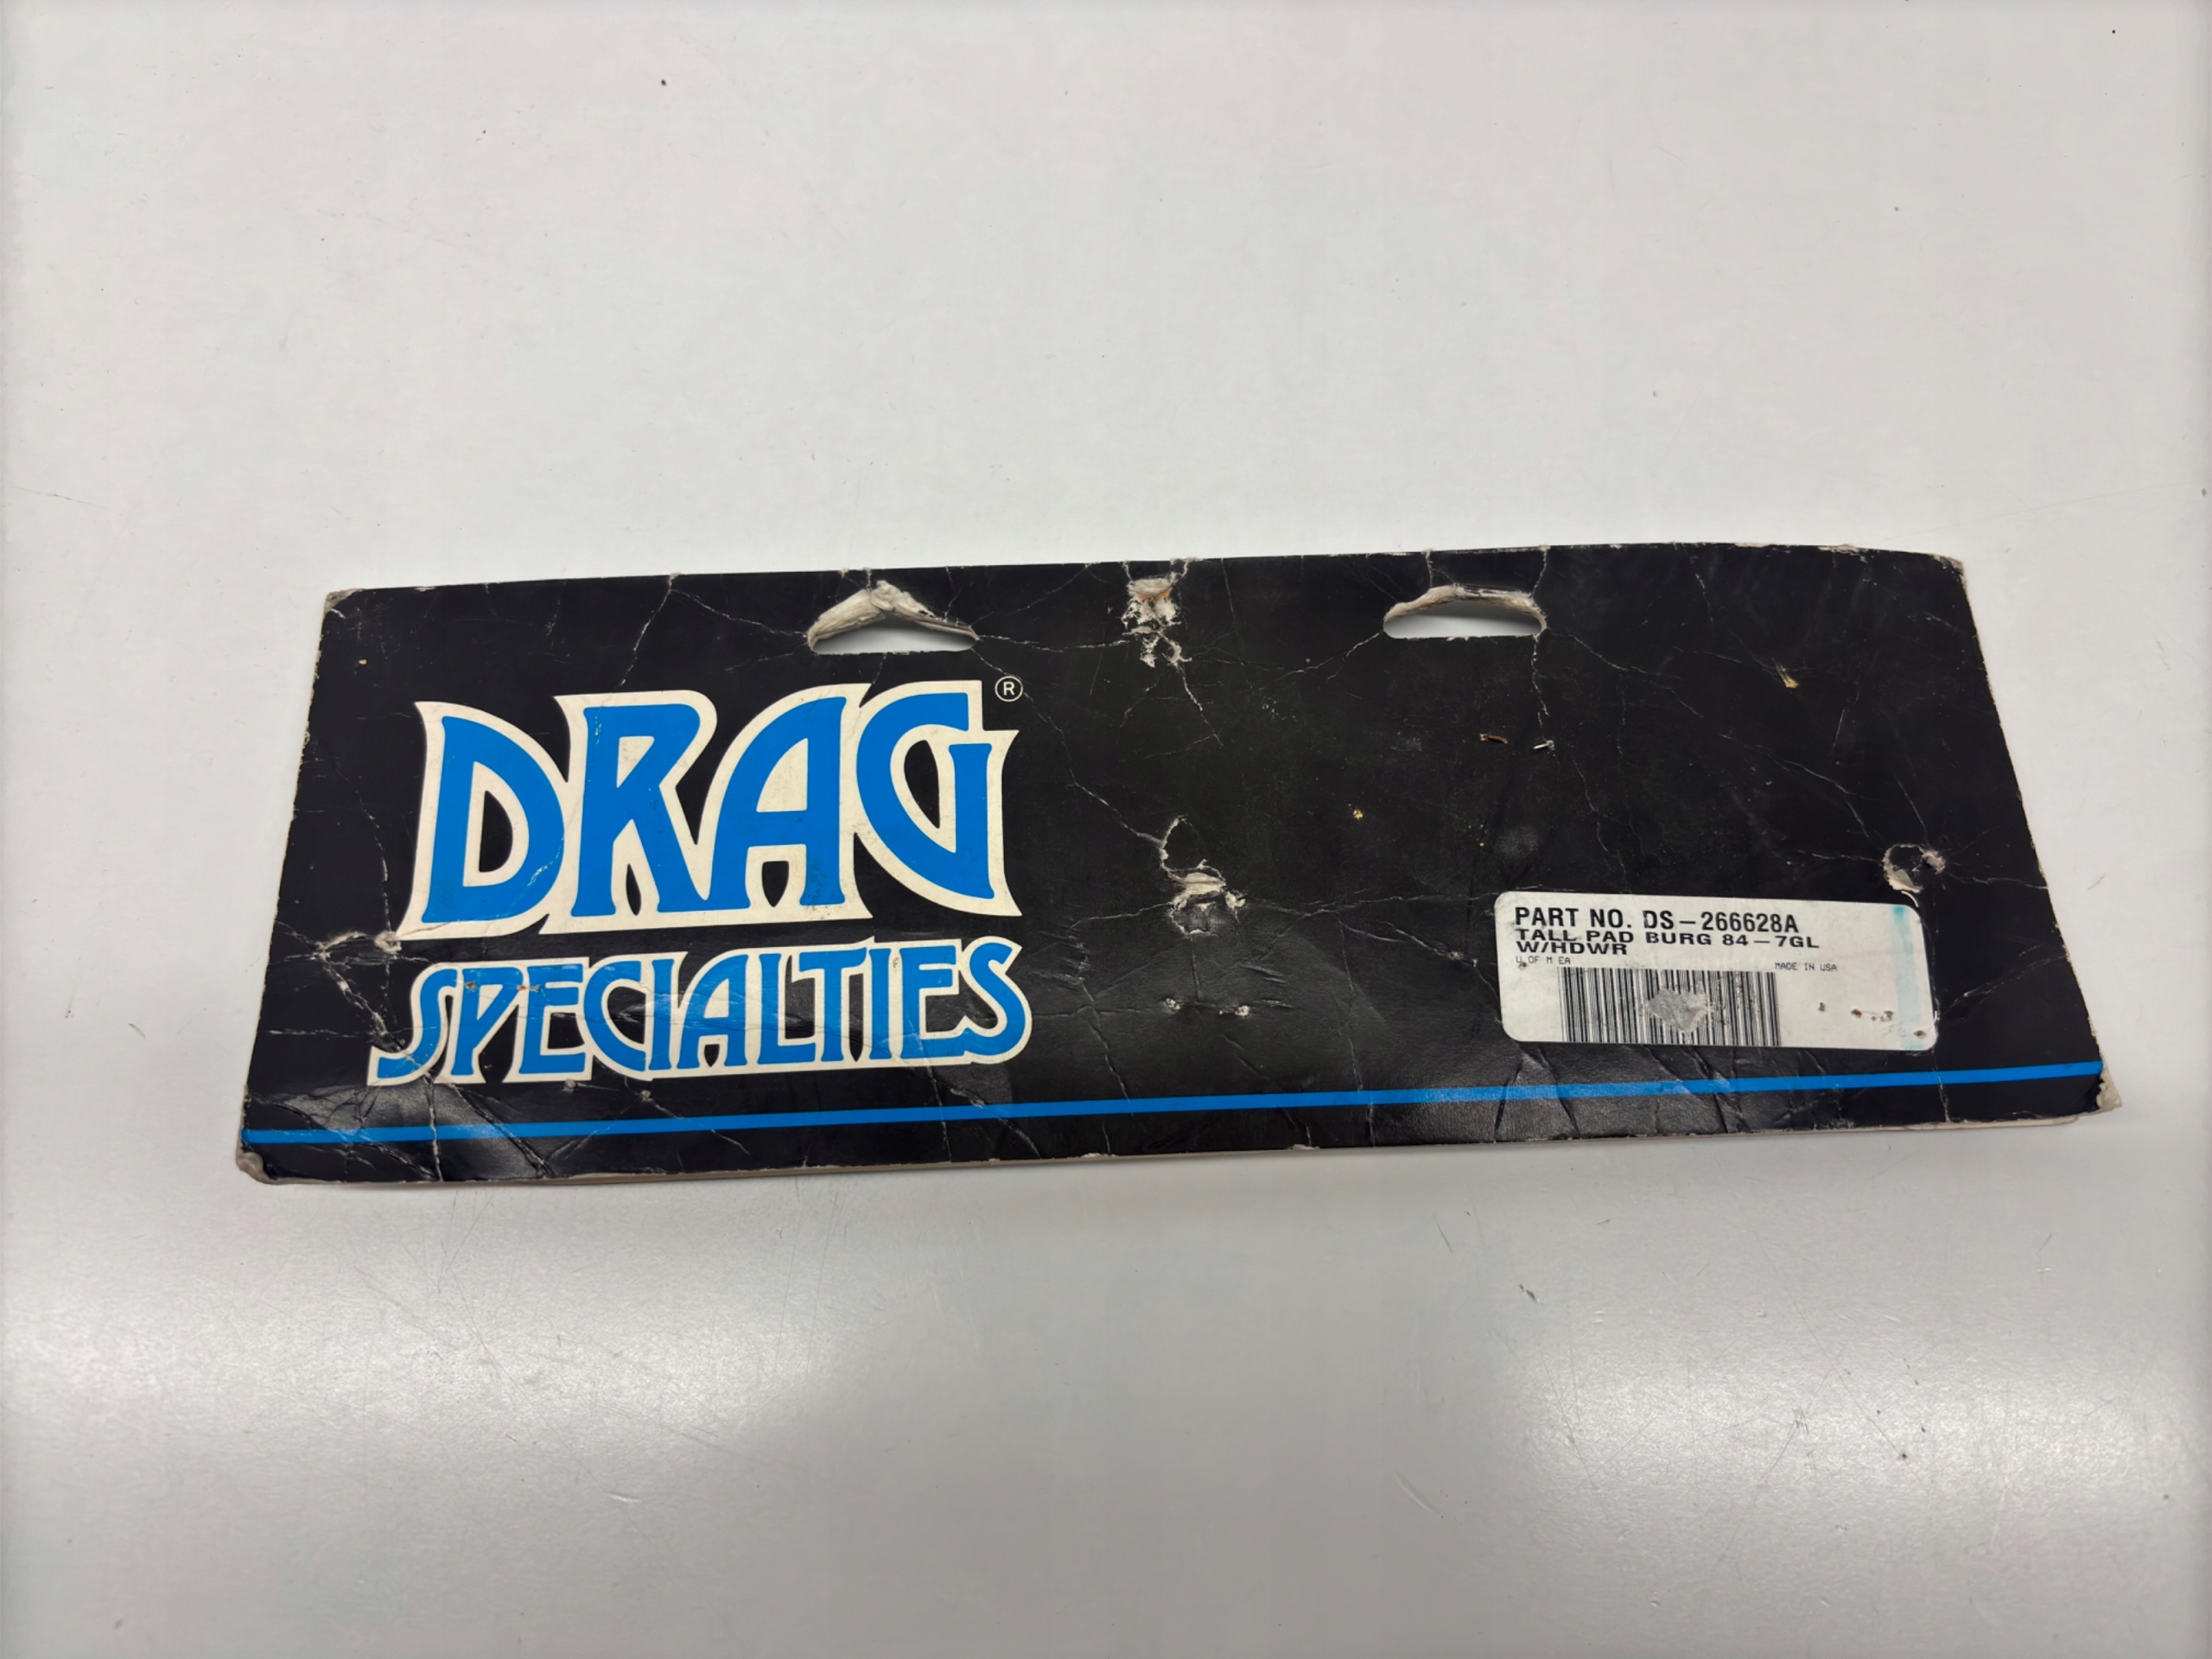 DRAG®
SPECIALTIES
PART NO. DS-266628A
TALL PAD BURG 84-7GL
W/HDWR
U OF M EA
MADE IN USA